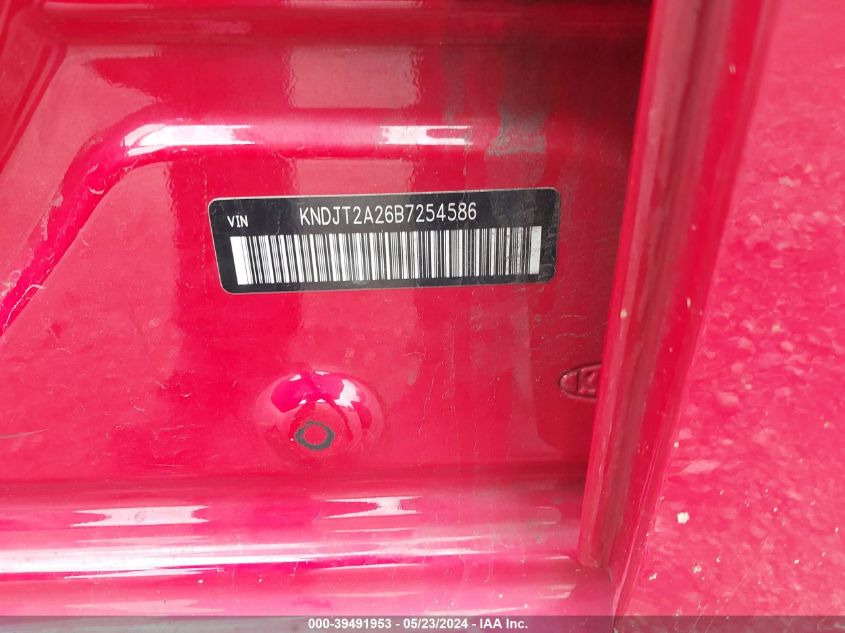 VIN KNDJT2A26B7254586
000-39491953 - 05/23/2024 - IAA Inc.